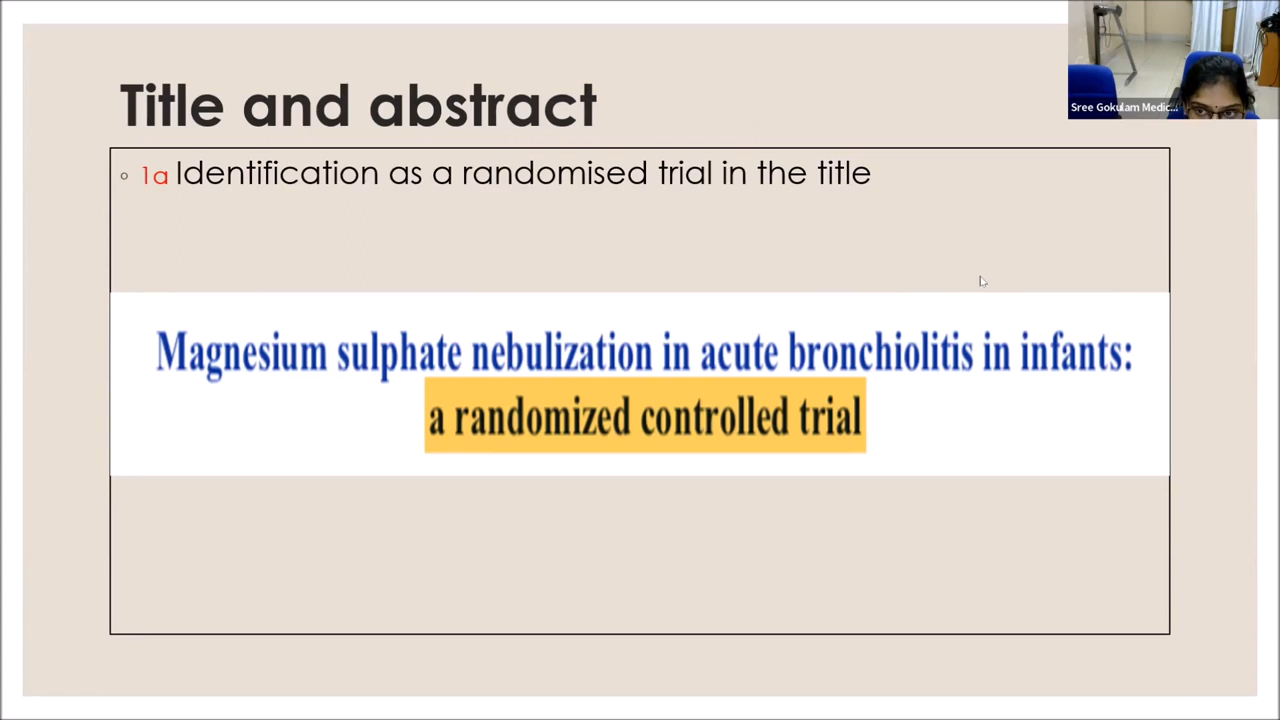 Title and abstract
◦ 1a Identification as a randomised trial in the title
Magnesium sulphate nebulization in acute bronchiolitis in infants:
a randomized controlled trial
Sree Gokulam Medic...